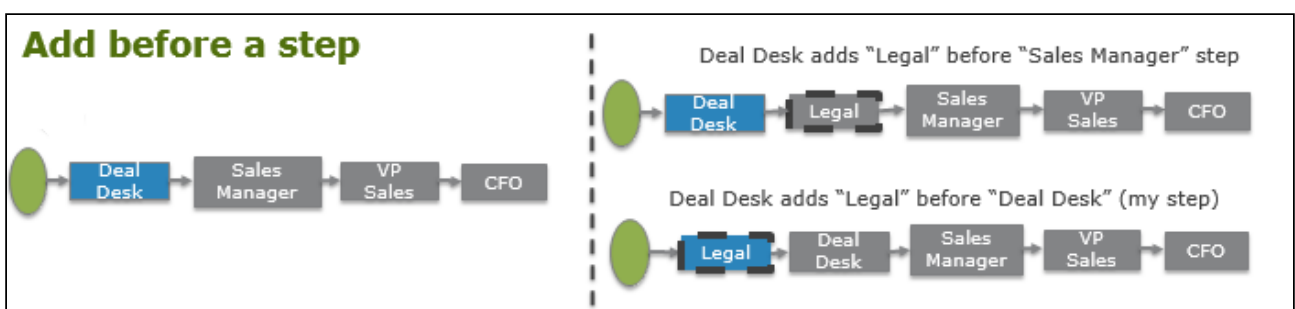 Add before a step
Deal
Desk
Sales
Manager
VP
Sales
CFO
Deal Desk adds “Legal” before “Sales Manager” step
Deal
Desk
Legal
Sales
Manager
VP
Sales
CFO
Deal Desk adds “Legal” before “Deal Desk” (my step)
Legal
Deal
Desk
Sales
Manager
VP
Sales
CFO